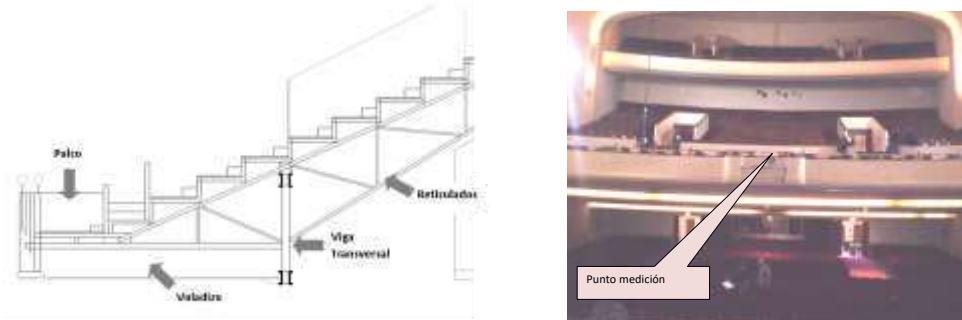 Palco
Reticulados
Viga
Transversal
Voladizo
Punto medición